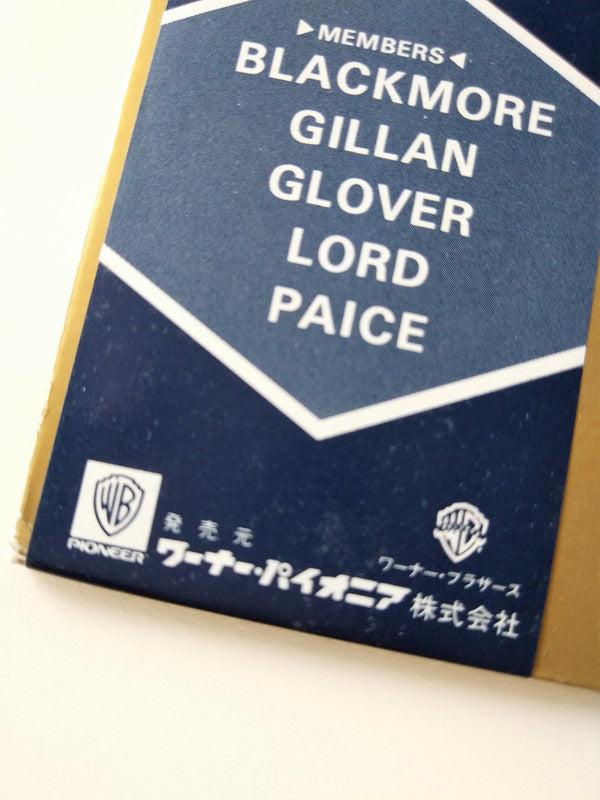 ▶MEMBERS◀
BLACKMORE
GILLAN
GLOVER
LORD
PAICE
WB
PIONEER
発売元
ワーナー・パイオニア株式会社
ワーナー・ブラザース